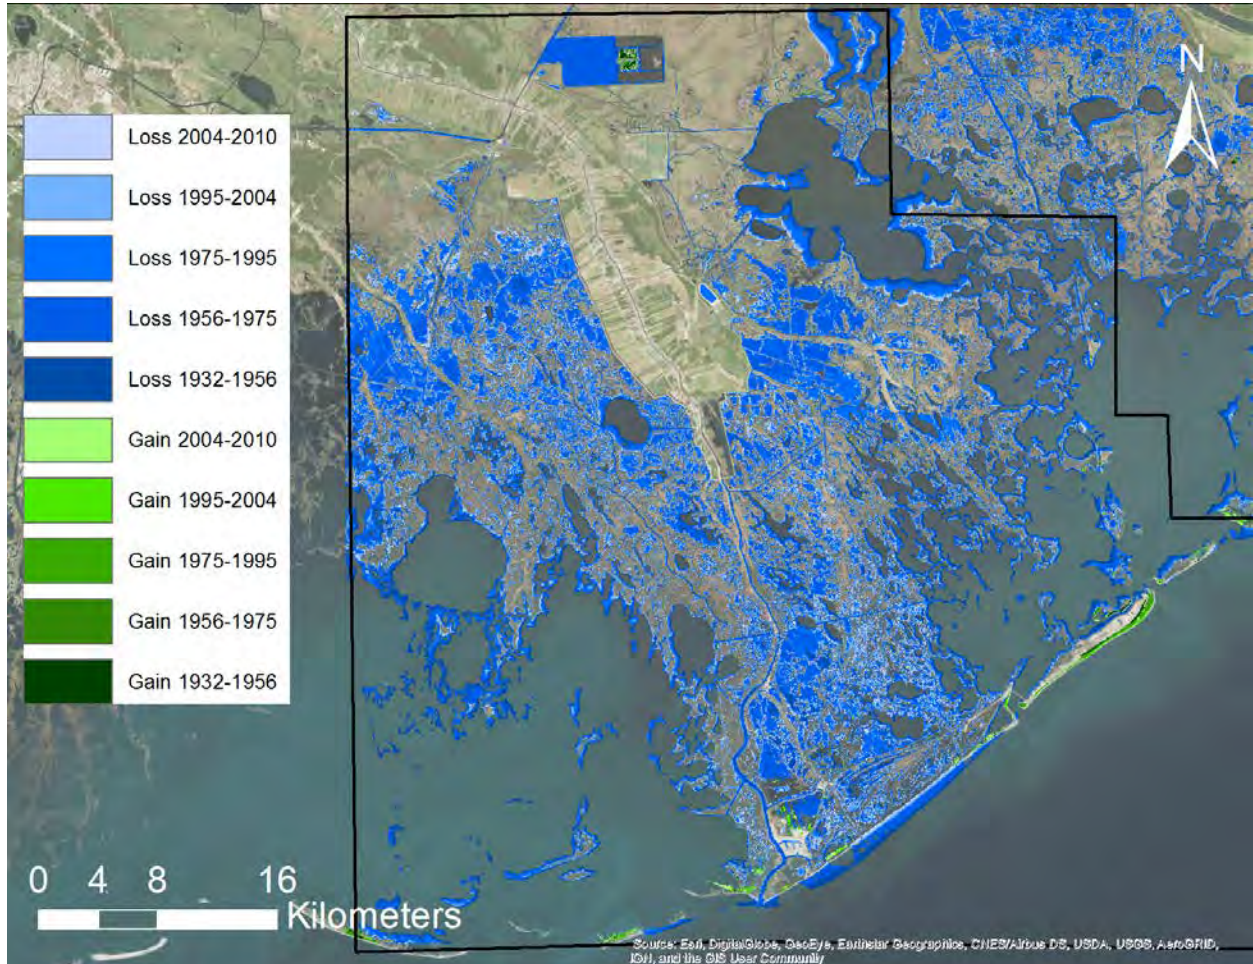 N
Loss 2004-2010
Loss 1995-2004
Loss 1975-1995
Loss 1956-1975
Loss 1932-1956
Gain 2004-2010
Gain 1995-2004
Gain 1975-1995
Gain 1956-1975
Gain 1932-1956
0 4 8 16
Kilometers
Source: Esri, DigitalGlobe, GeoEye, Earthstar Geographics, CNES/Airbus DS, USDA, USGS, AeroGRID,
IGN, and the GIS User Community